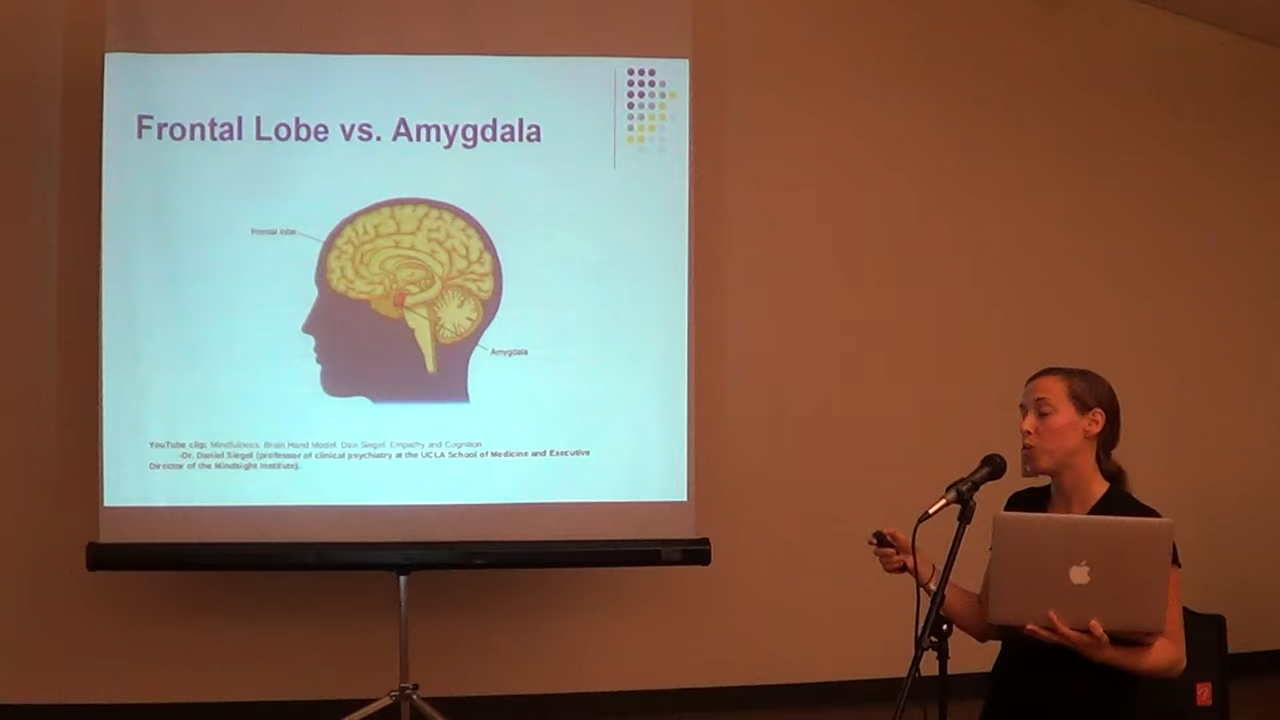 Frontal Lobe vs. Amygdala
Frontal lobe
Amygdala
YouTube clip: Mindfulness. Brain Hand Model. Dan Siegel. Empathy and Cognition
-Dr. Daniel Siegel (professor of clinical psychiatry at the UCLA School of Medicine and Executive
Director of the Mindsight Institute).